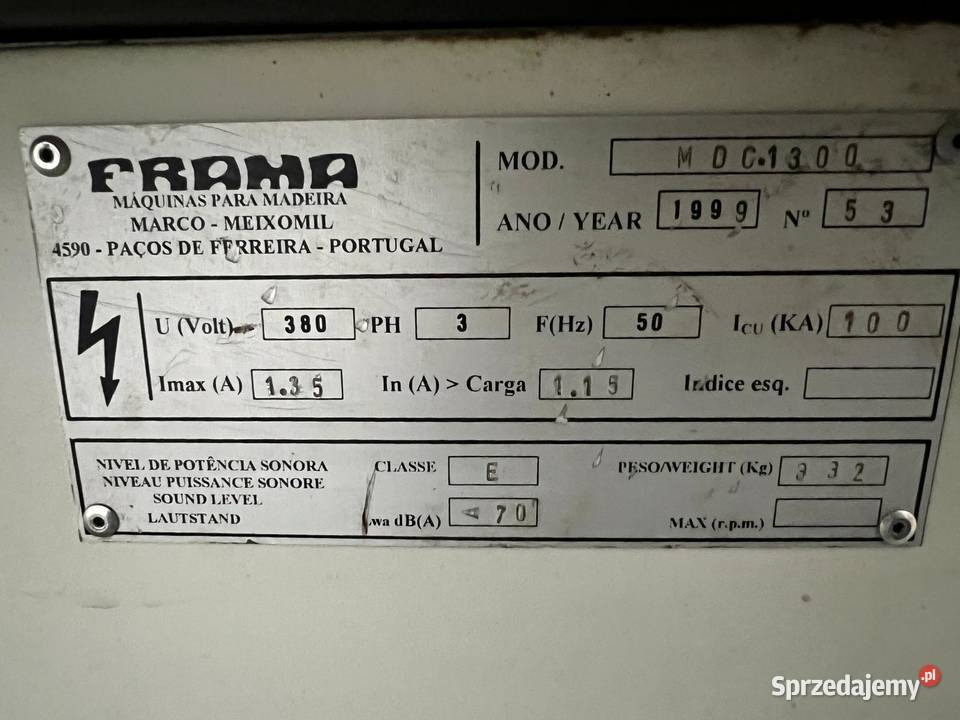 FRAMA
MÁQUINAS PARA MADEIRA
MARCO - MEIXOMIL
4590 - PAÇOS DE FERREIRA - PORTUGAL
MOD. MDC.1300
ANO / YEAR 1999 Nº 53
U (Volt) 380 PH 3 F(Hz) 50 ICU (KA) 100
Imax (A) 1.35 In (A) > Carga 1.15 Indice esq.
NIVEL DE POTÊNCIA SONORA
NIVEAU PUISSANCE SONORE
SOUND LEVEL
LAUTSTAND
CLASSE E
Lwa dB(A) < 70
PESO/WEIGHT (Kg) 332
MAX (r.p.m.)
Sprzedajemy.pl